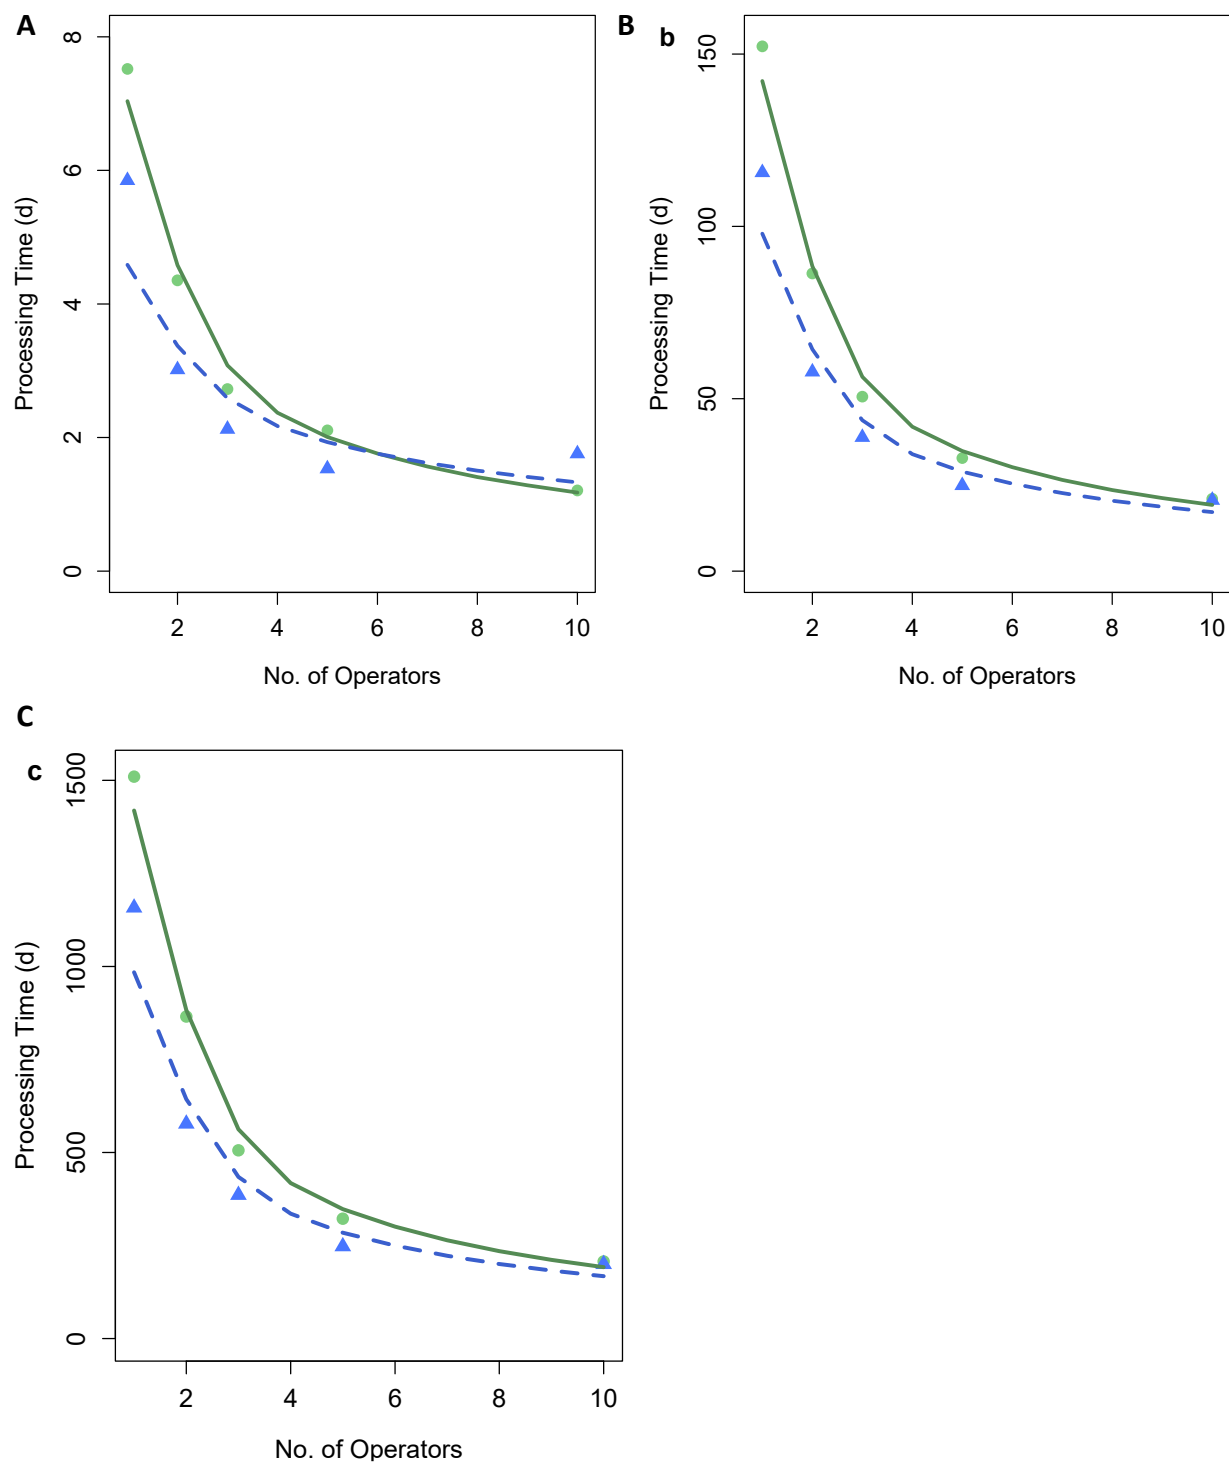 A
8
6
4
2
0
Processing Time (d)
2 4 6 8 10
No. of Operators
B
b
150
100
50
0
Processing Time (d)
2 4 6 8 10
No. of Operators
C
c
1500
1000
500
0
Processing Time (d)
2 4 6 8 10
No. of Operators